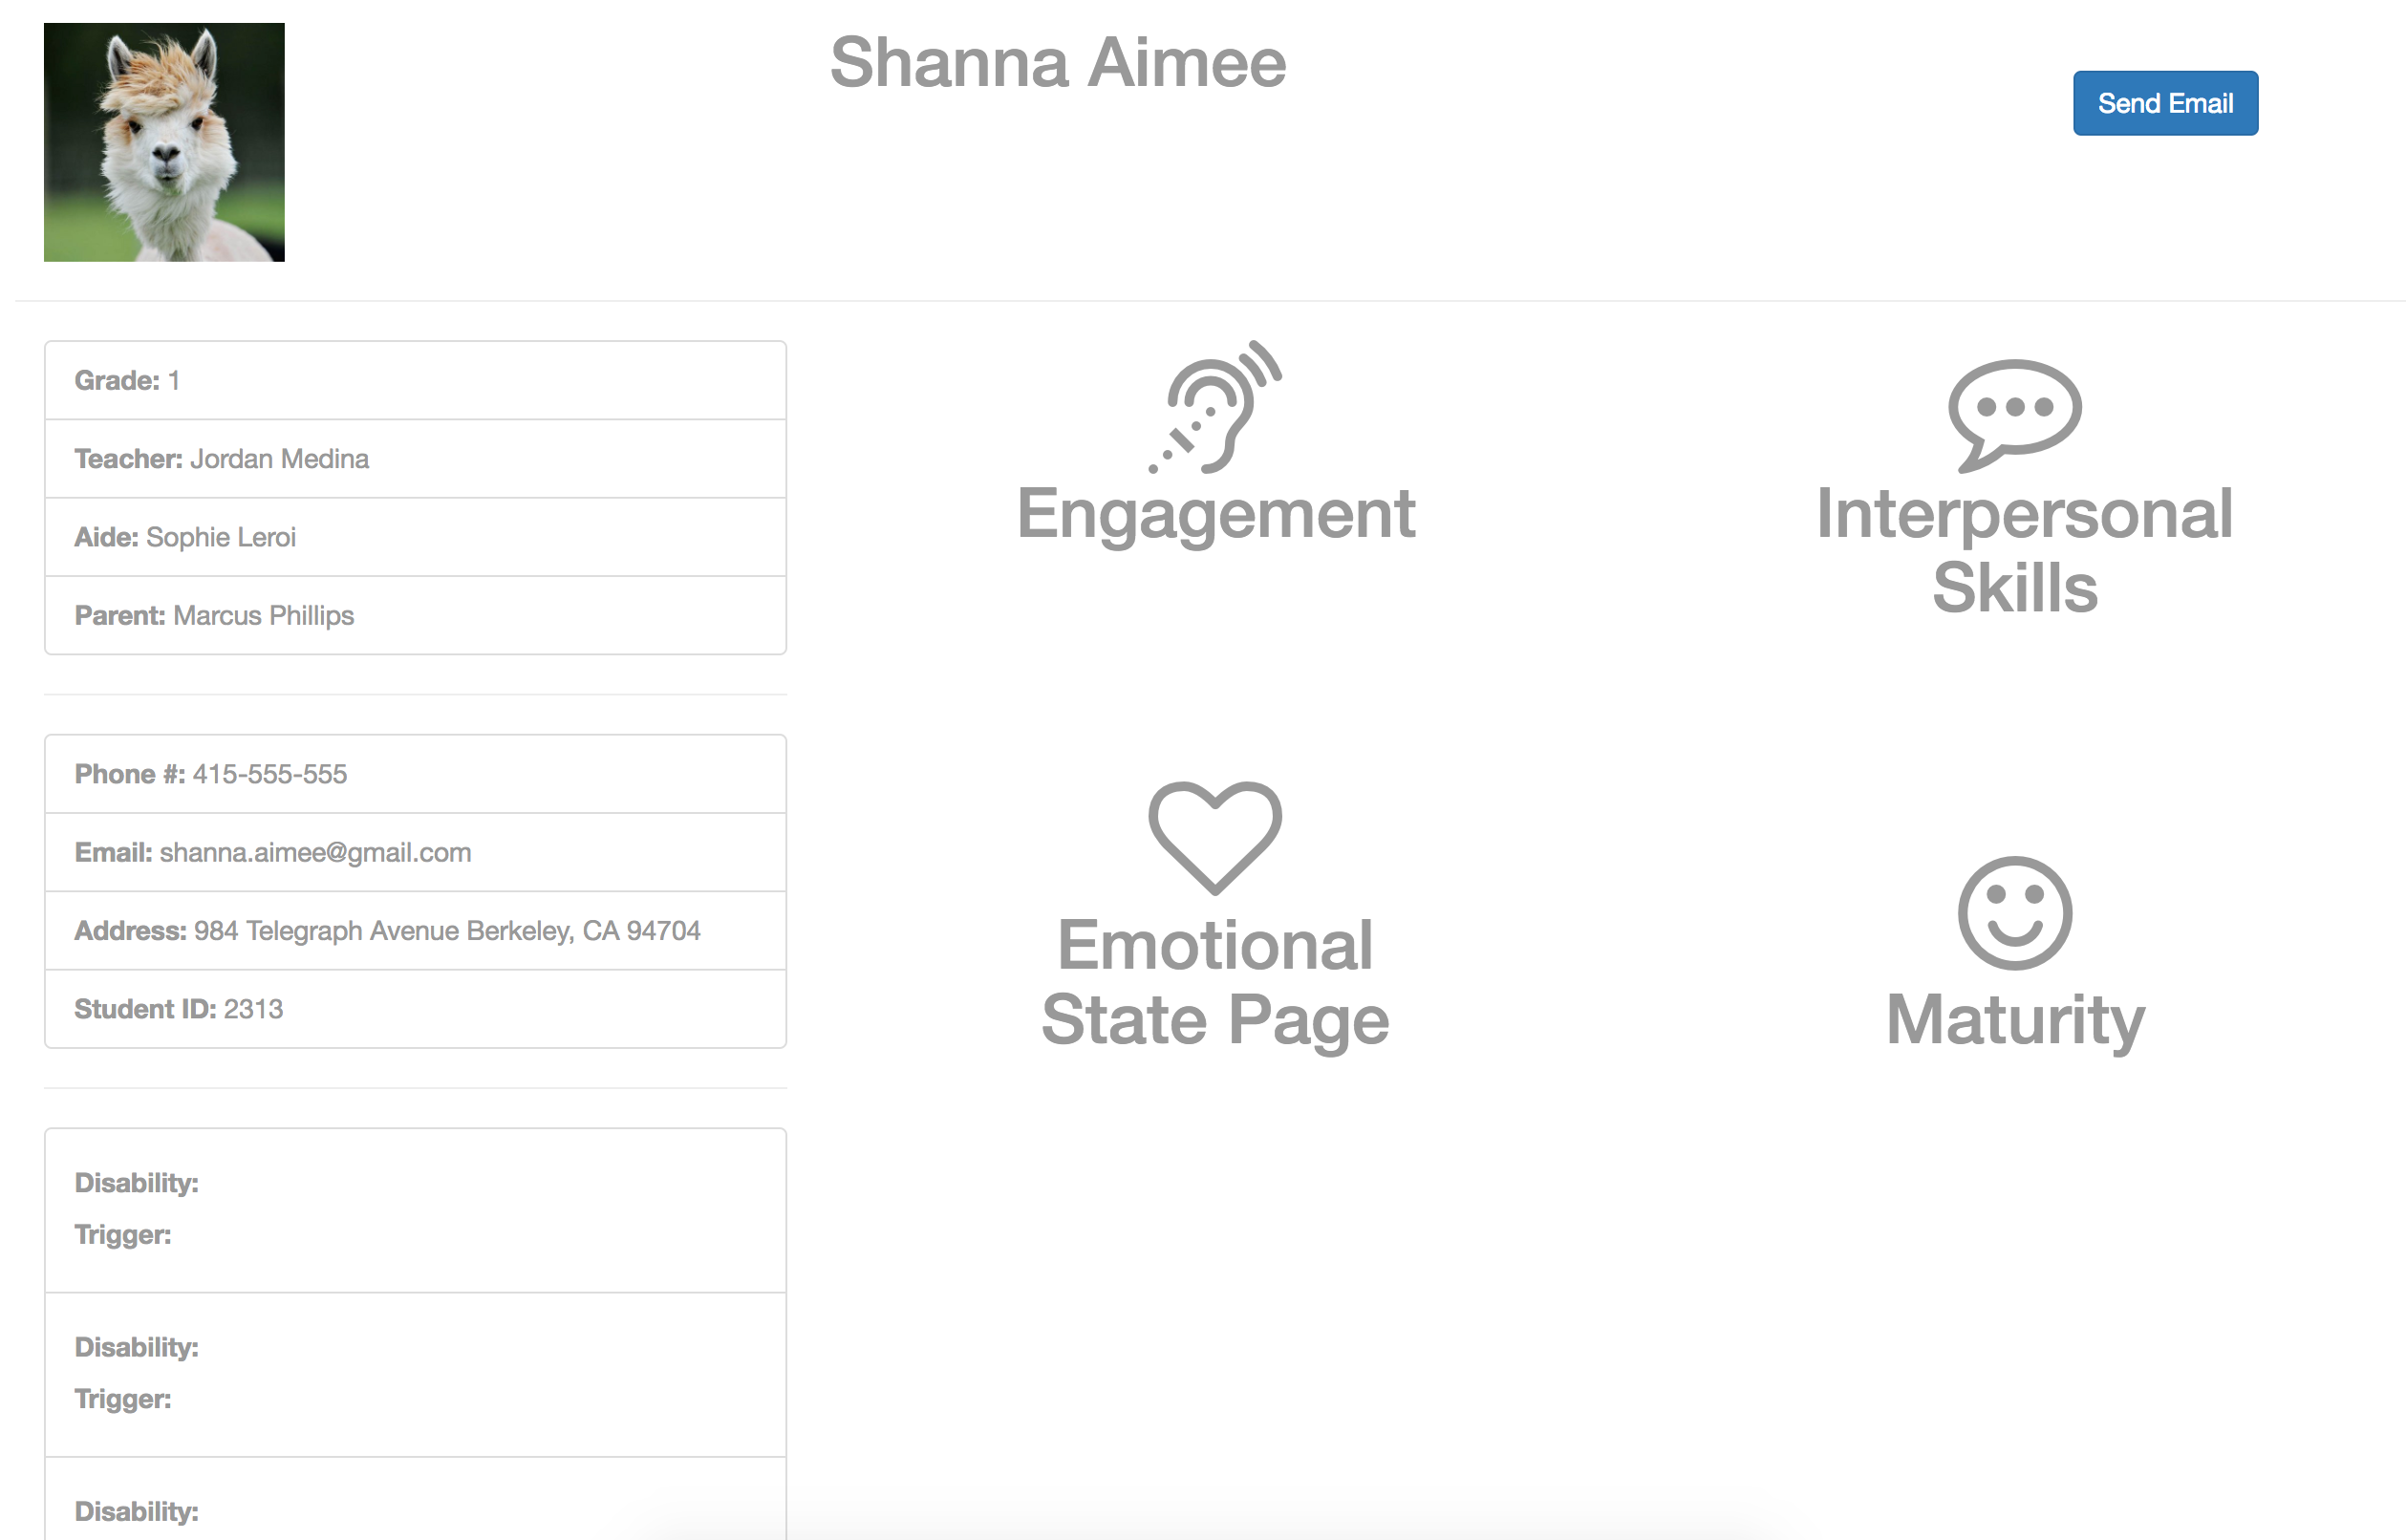 Shanna Aimee
Send Email
Grade: 1
Teacher: Jordan Medina
Aide: Sophie Leroi
Parent: Marcus Phillips
Phone #: 415-555-555
Email: shanna.aimee@gmail.com
Address: 984 Telegraph Avenue Berkeley, CA 94704
Student ID: 2313
Disability:
Trigger:
Disability:
Trigger:
Disability:
Engagement
Interpersonal
Skills
Emotional
State Page
Maturity